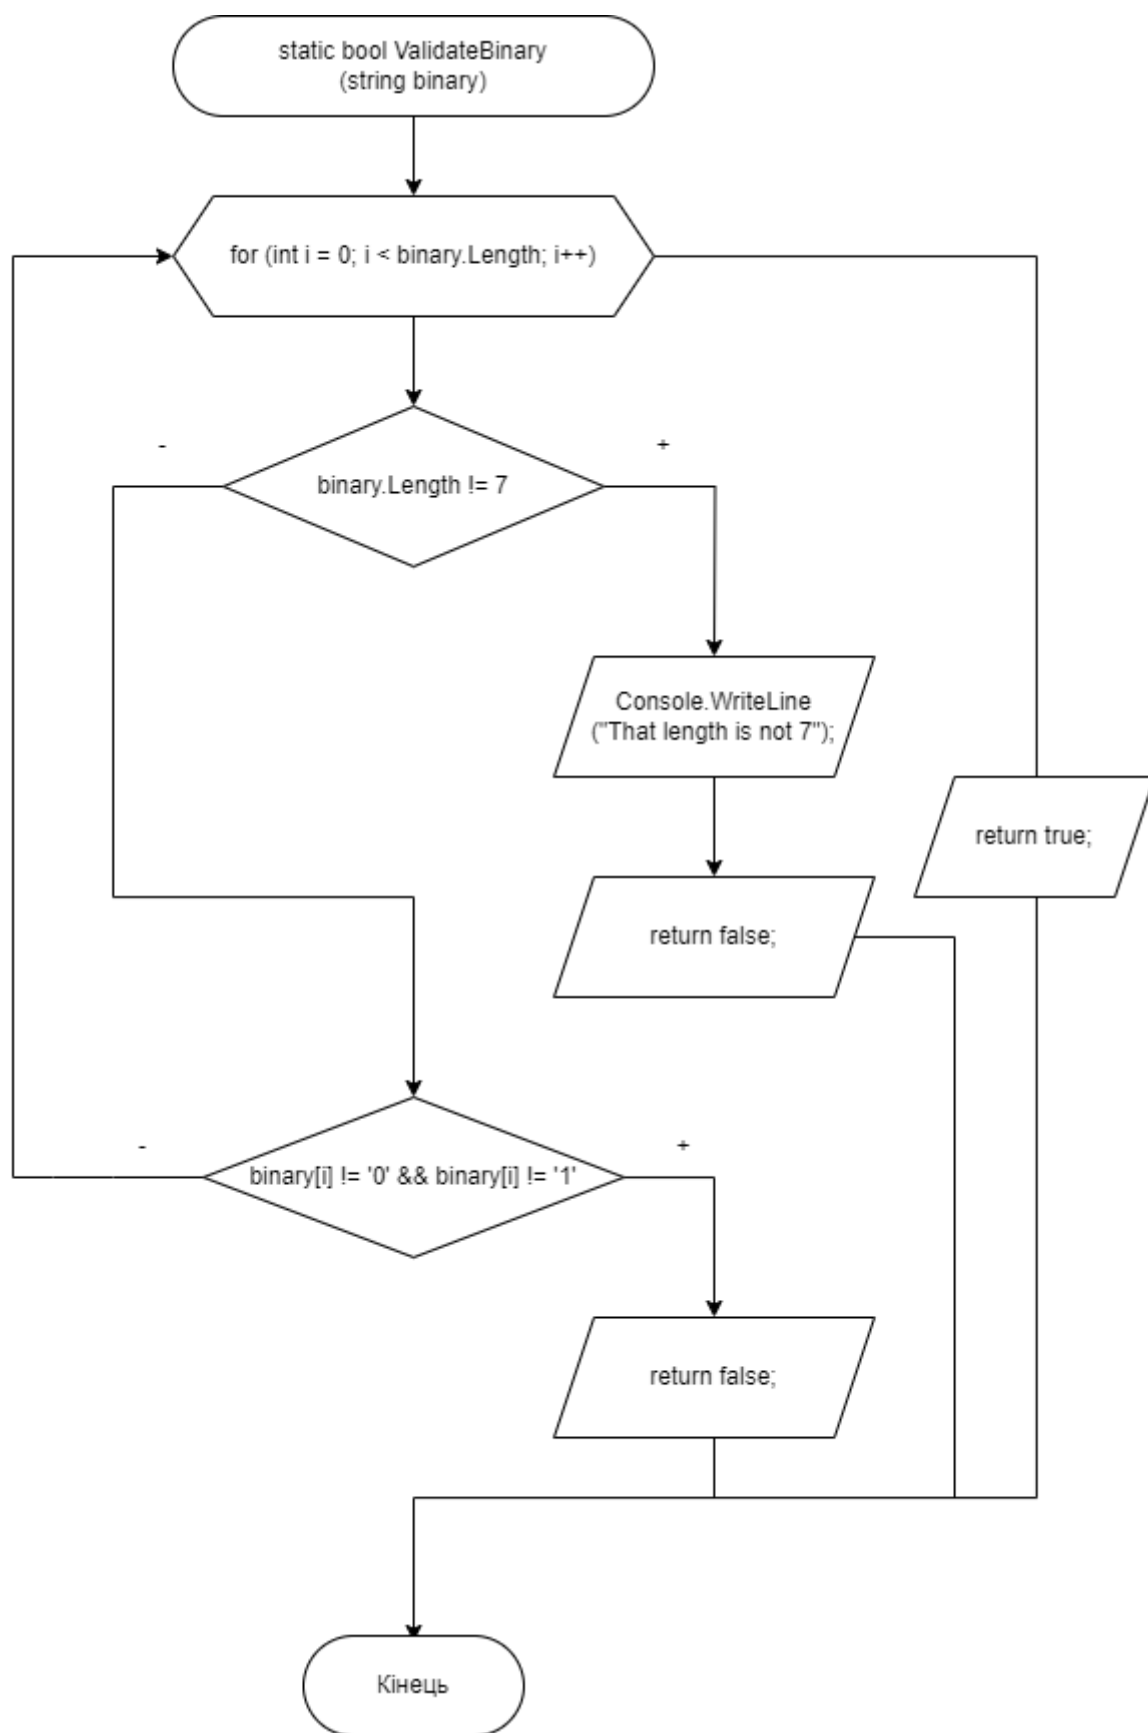 static bool ValidateBinary
(string binary)
for (int i = 0; i < binary.Length; i++)
-
+
binary.Length != 7
Console.WriteLine
("That length is not 7");
return true;
return false;
-
+
binary[i] != '0' && binary[i] != '1'
return false;
Кінець